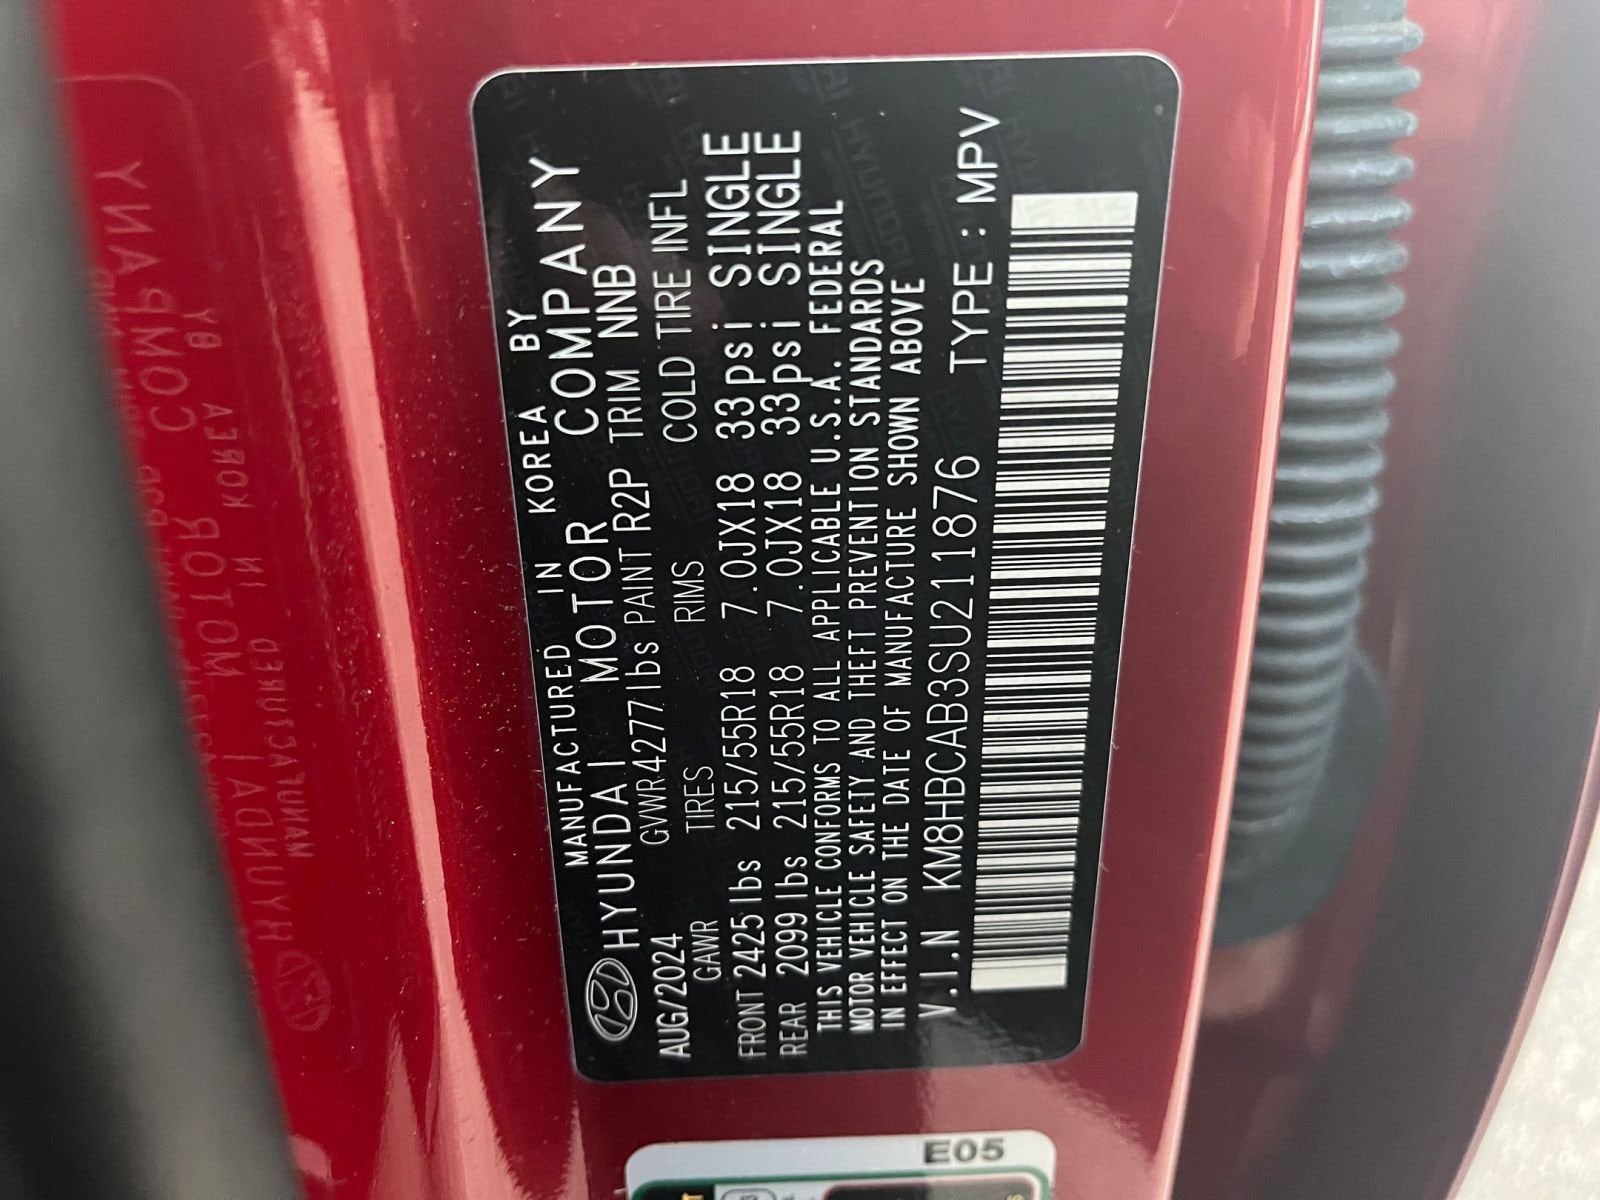 MANUFACTURED IN KOREA BY
HYUNDAI MOTOR COMPANY
AUG/2024 GVWR4277lbs PAINT R2P TRIM NNB
GAWR TIRES RIMS COLD TIRE INFL
FRONT 2425lbs 215/55R18 7.0JX18 33psi SINGLE
REAR 2099lbs 215/55R18 7.0JX18 33psi SINGLE
THIS VEHICLE CONFORMS TO ALL APPLICABLE U.S.A. FEDERAL
MOTOR VEHICLE SAFETY AND THEFT PREVENTION STANDARDS
IN EFFECT ON THE DATE OF MANUFACTURE SHOWN ABOVE
V.I.N KM8HBCAB3SU211876 TYPE : MPV
E05